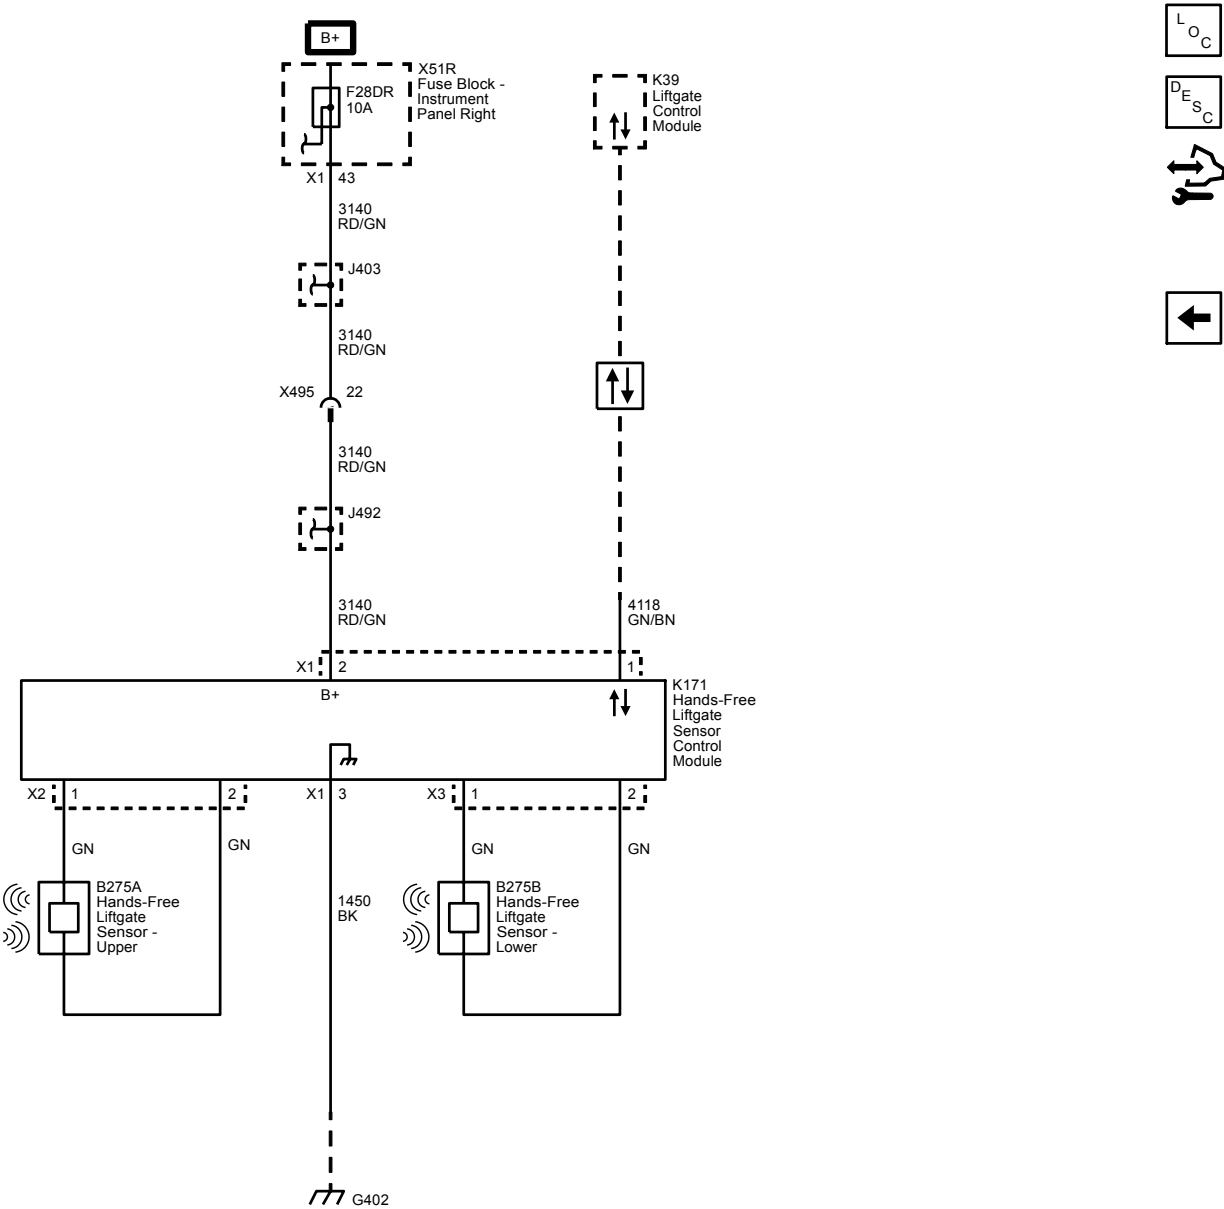 B+
X51R
Fuse Block -
Instrument
Panel Right
F28DR
10A
K39
Liftgate
Control
Module
L
O
C
D
E
S
C
X1 43
3140
RD/GN
J403
3140
RD/GN
X495 22
3140
RD/GN
J492
3140
RD/GN
4118
GN/BN
X1 2
1
B+
K171
Hands-Free
Liftgate
Sensor
Control
Module
X2 1
2
X1 3
X3 1
2
GN
GN
GN
GN
B275A
Hands-Free
Liftgate
Sensor -
Upper
1450
BK
B275B
Hands-Free
Liftgate
Sensor -
Lower
G402